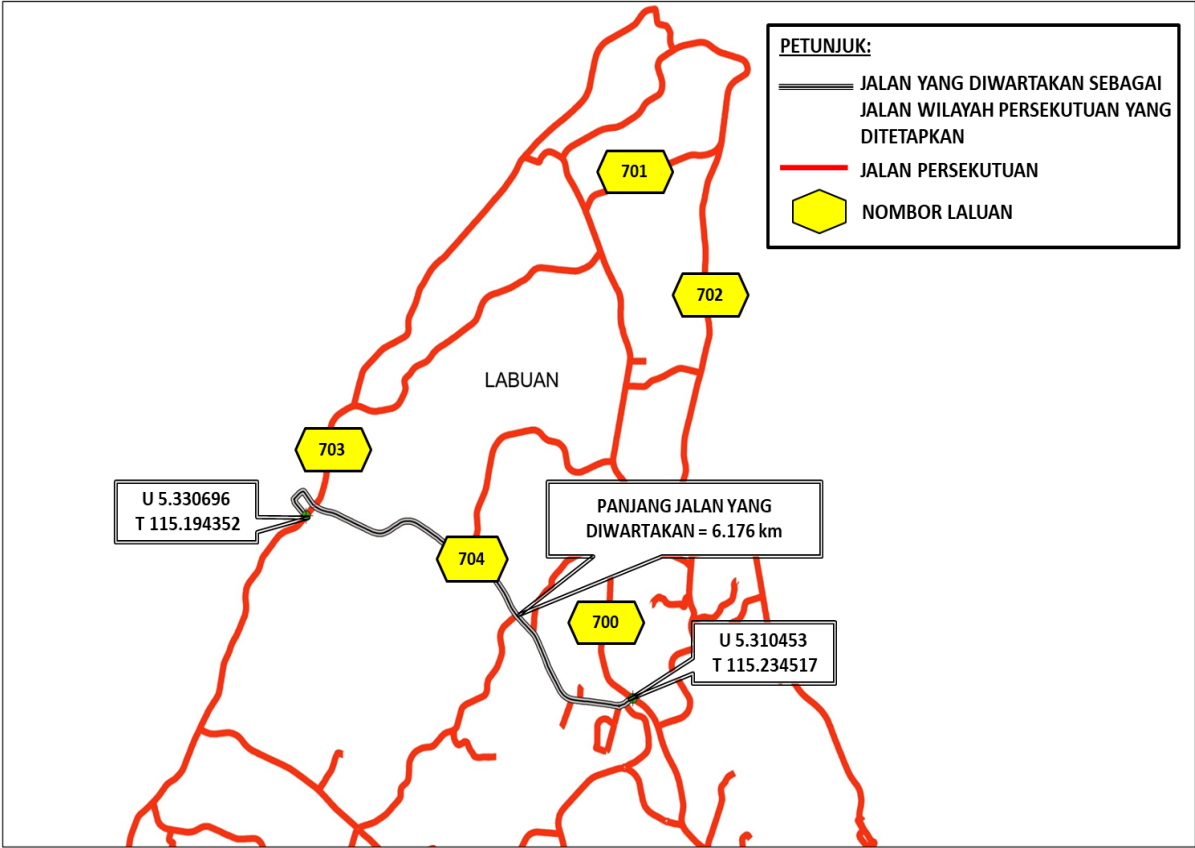 PETUNJUK:
JALAN YANG DIWARTAKAN SEBAGAI
JALAN WILAYAH PERSEKUTUAN YANG
DITETAPKAN
JALAN PERSEKUTUAN
NOMBOR LALUAN
701
702
LABUAN
703
U 5.330696
T 115.194352
PANJANG JALAN YANG
DIWARTAKAN = 6.176 km
704
700
U 5.310453
T 115.234517